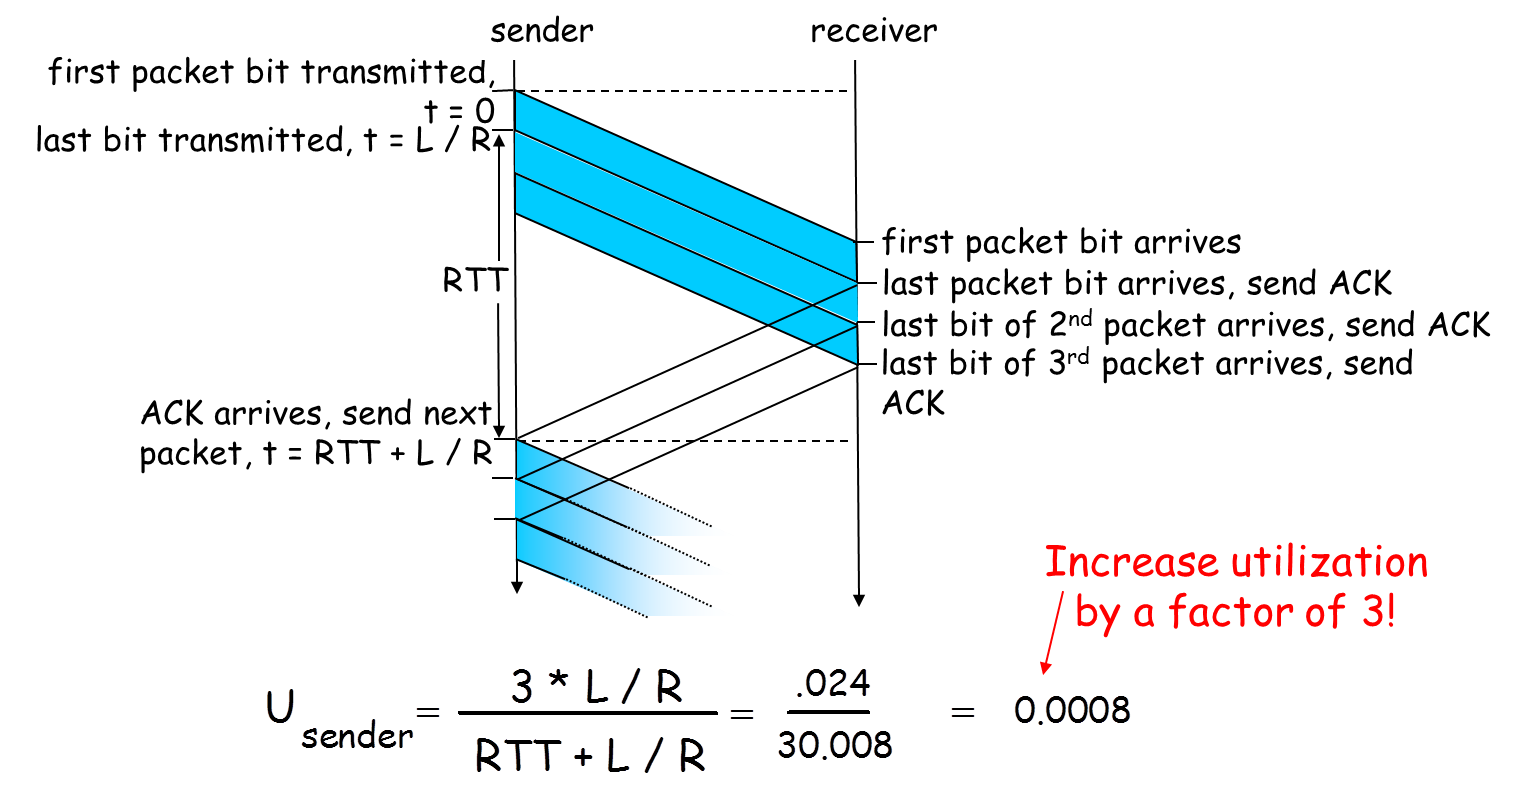 sender
receiver
first packet bit transmitted,
t = 0
last bit transmitted, t = L / R
first packet bit arrives
RTT
last packet bit arrives, send ACK
last bit of 2nd packet arrives, send ACK
last bit of 3rd packet arrives, send
ACK
ACK arrives, send next
packet, t = RTT + L / R
Increase utilization
by a factor of 3!
U sender = 3 * L / R / RTT + L / R = .024 / 30.008 = 0.0008